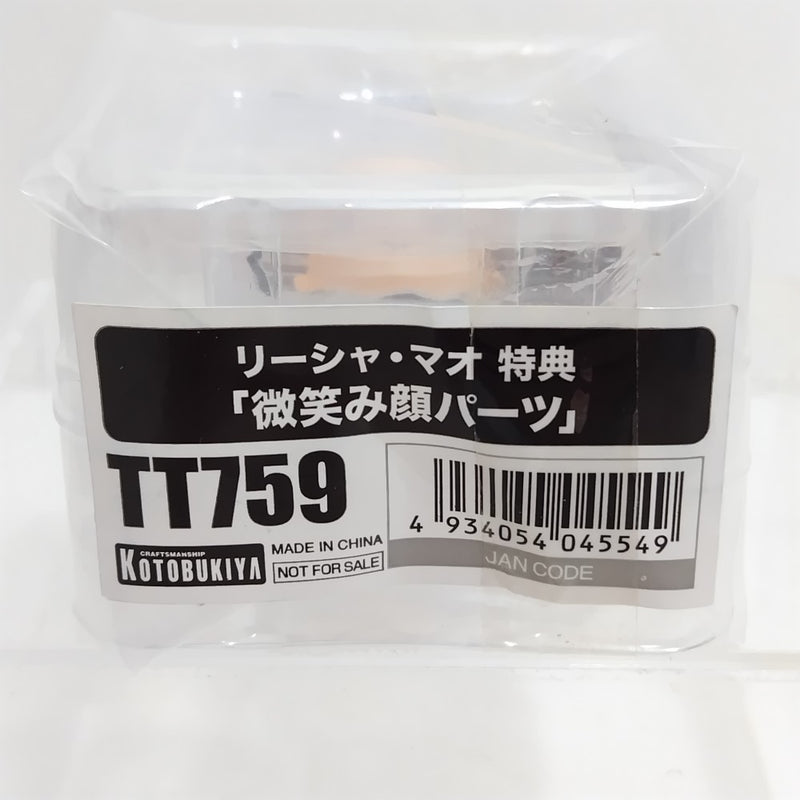 リーシャ・マオ 特典
「微笑み顔パーツ」
TT759
CRAFTSMANSHIP
KOTOBUKIYA
MADE IN CHINA
NOT FOR SALE
4 934054 045549
JAN CODE